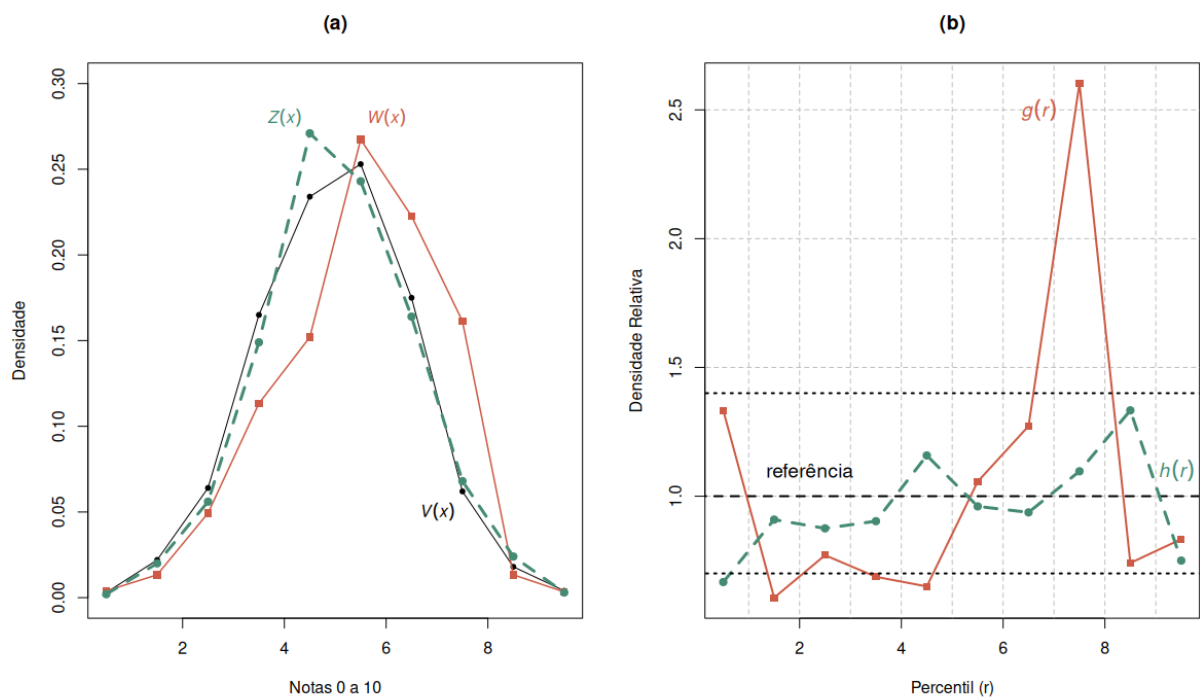 (a)
Densidade
0.00 0.05 0.10 0.15 0.20 0.25 0.30
Z(x) W(x)
V(x)
2 4 6 8
Notas 0 a 10
(b)
Densidade Relativa
1.0 1.5 2.0 2.5
g(r)
referência
h(r)
2 4 6 8
Percentil (r)